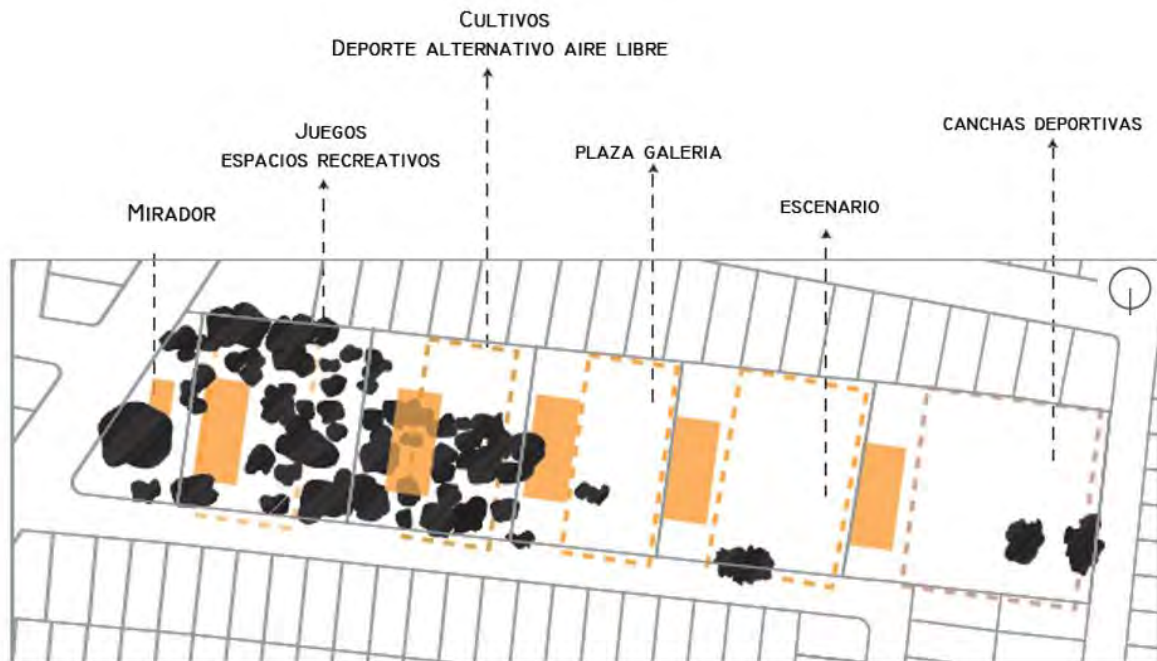 CULTIVOS
DEPORTE ALTERNATIVO AIRE LIBRE
JUEGOS
ESPACIOS RECREATIVOS
PLAZA GALERIA
CANCHAS DEPORTIVAS
MIRADOR
ESCENARIO